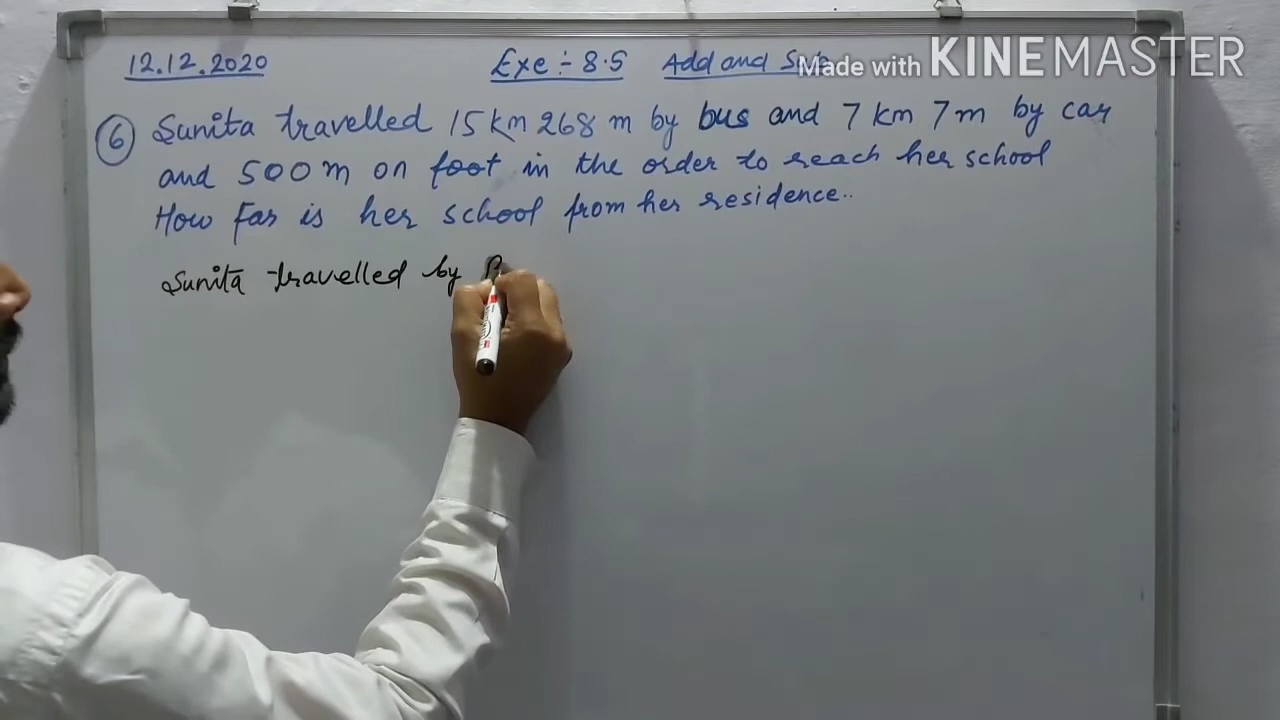 12.12.2020 Exe ÷ 8.5 Add and Made with KINEMASTER
6 Sunita travelled 15 km 268 m by bus and 7 km 7 m by car
and 500 m on foot in the order to reach her school
How Far is her school from her residence..
Sunita travelled by